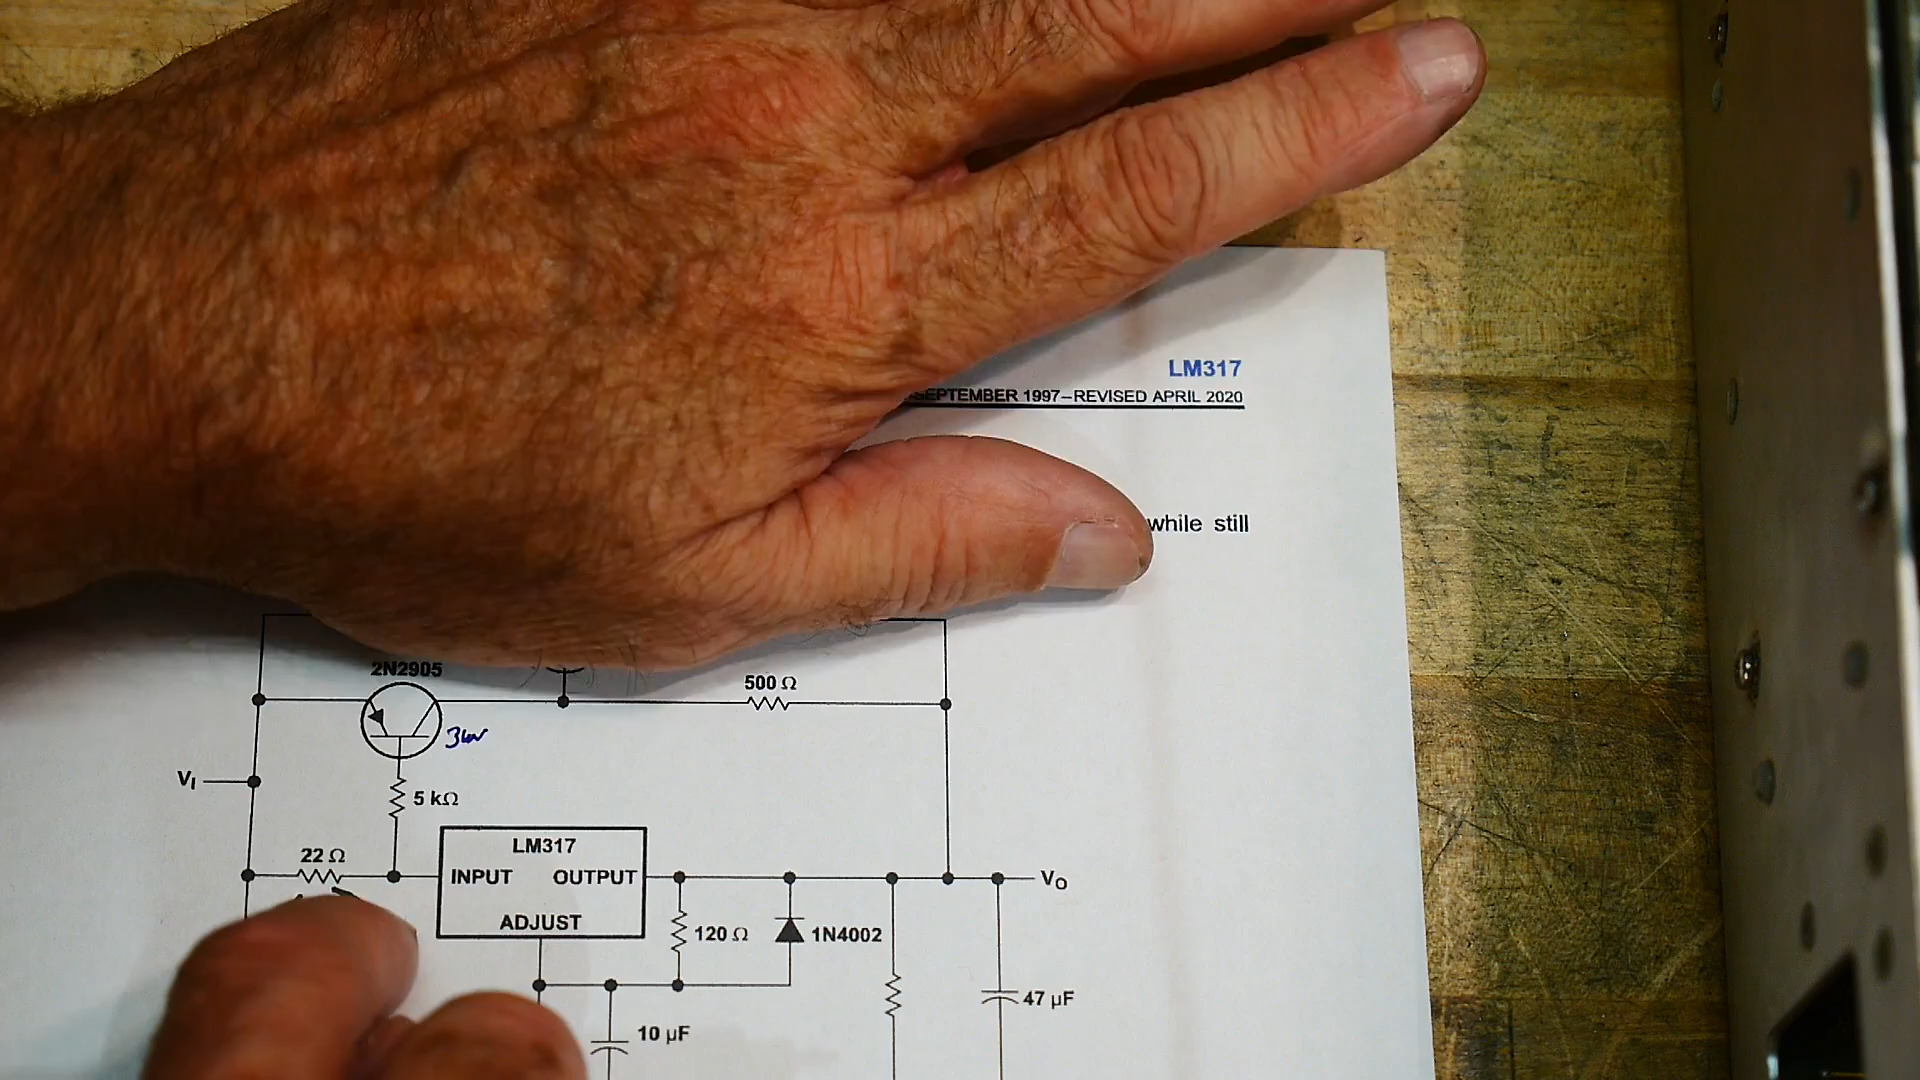 LM317
SEPTEMBER 1997–REVISED APRIL 2020
while still
2N2905
500 Ω
VI
5 kΩ
22 Ω
LM317
INPUT OUTPUT
VO
ADJUST
120 Ω
1N4002
47 µF
10 µF